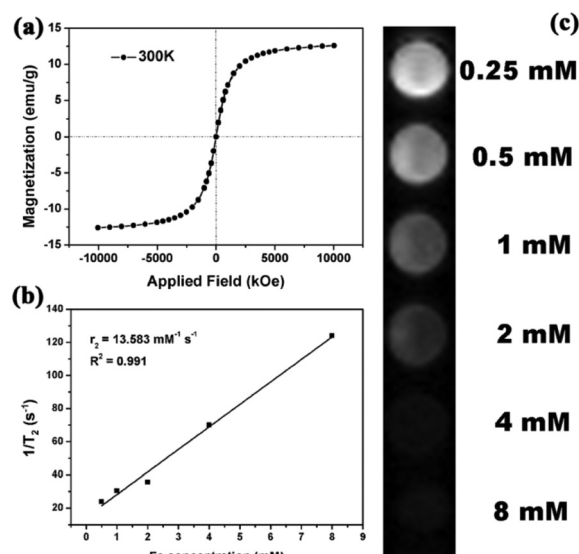 (a)
15
10
5
0
-5
-10
-15
Magnetization (emu/g)
300K
-10000 -5000 0 5000 10000
Applied Field (kOe)
(b)
140
120
100
80
60
40
20
1/T2 (s-1)
r2 = 13.583 mM-1 s-1
R2 = 0.991
0 1 2 3 4 5 6 7 8 9
(c)
0.25 mM
0.5 mM
1 mM
2 mM
4 mM
8 mM